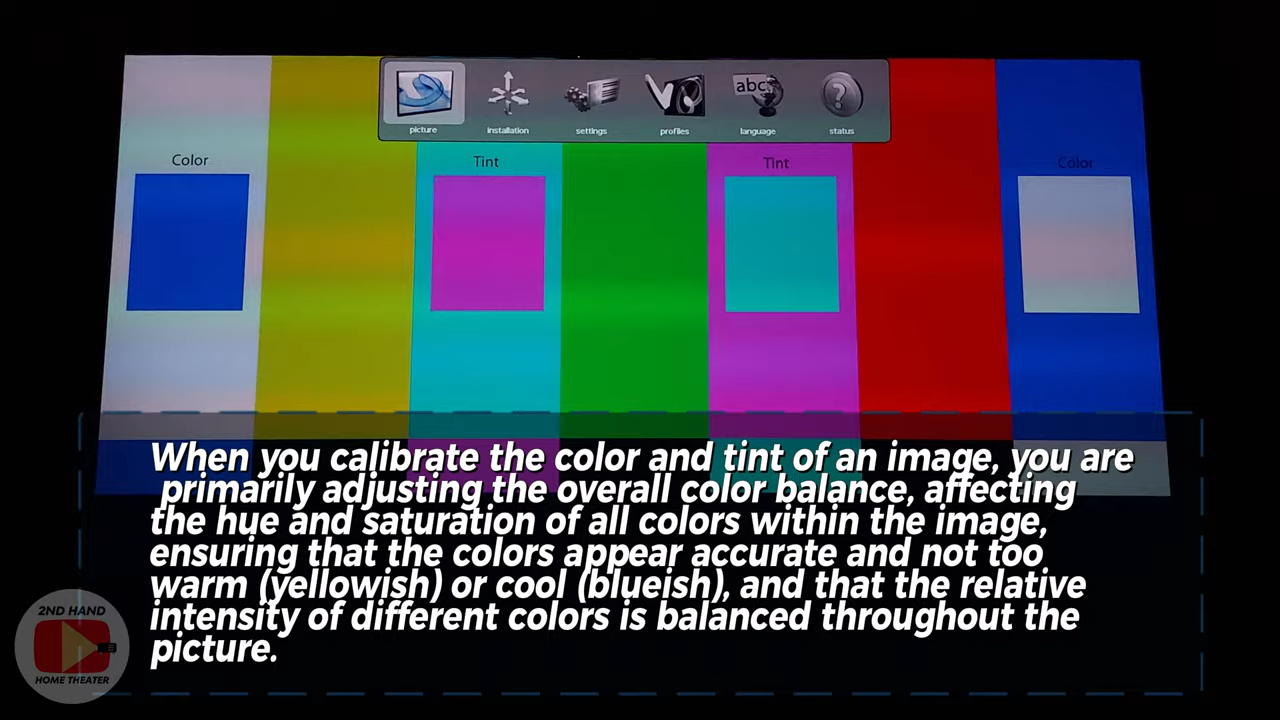 picture
installation
settings
profiles
abc
language
?
status
Color
Tint
Tint
Color
When you calibrate the color and tint of an image, you are
primarily adjusting the overall color balance, affecting
the hue and saturation of all colors within the image,
ensuring that the colors appear accurate and not too
warm (yellowish) or cool (blueish), and that the relative
intensity of different colors is balanced throughout the
picture.
2ND HAND
HOME THEATER